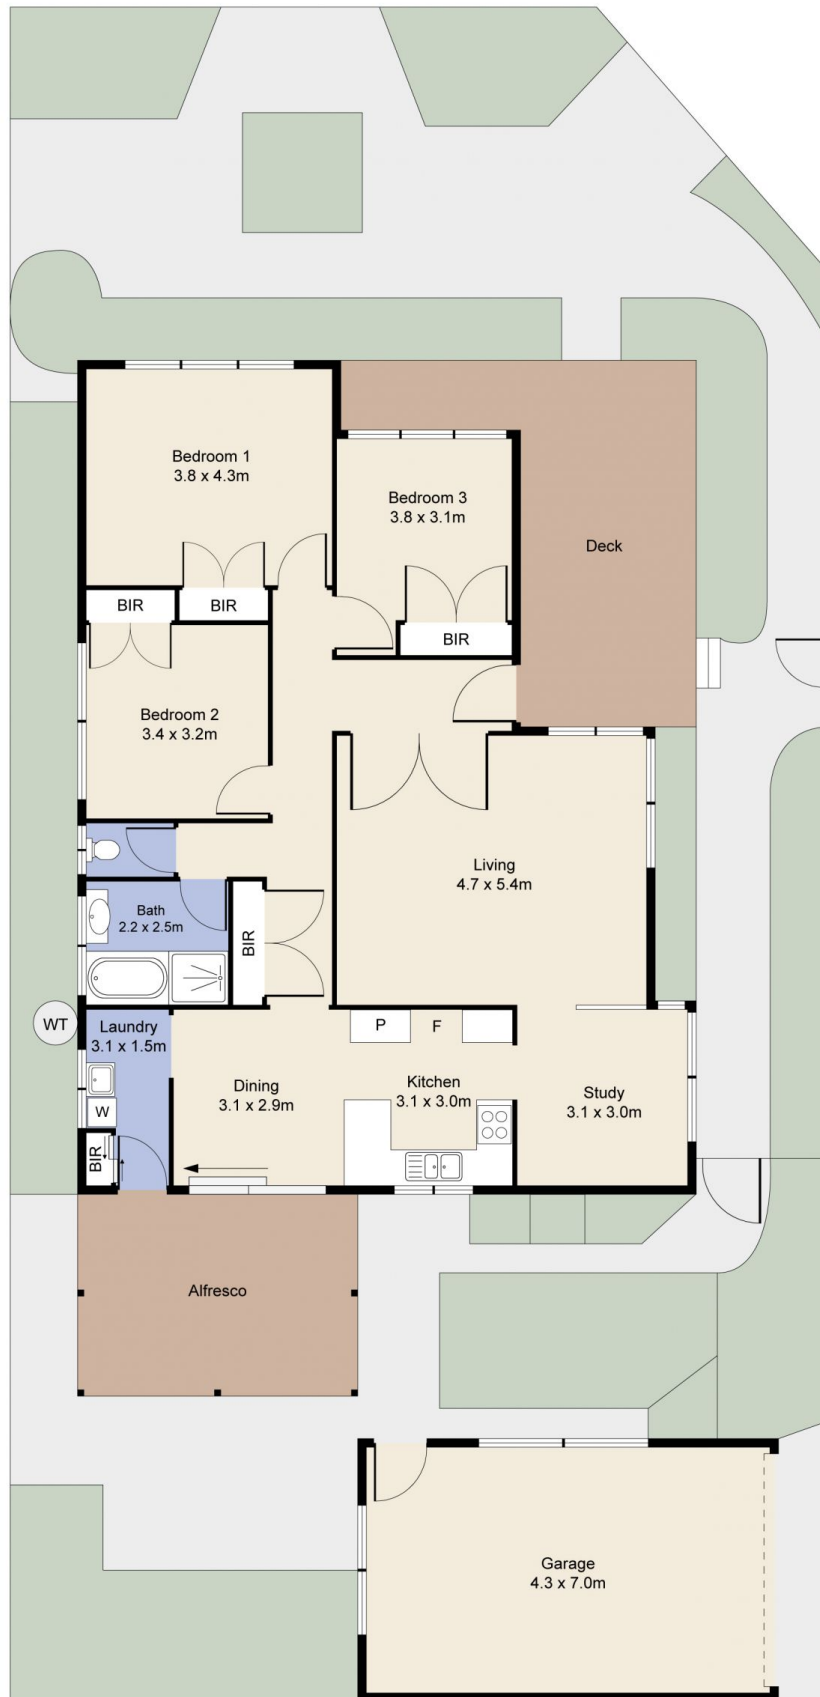 Bedroom 1
3.8 x 4.3m
Bedroom 3
3.8 x 3.1m
Deck
BIR
BIR
BIR
Bedroom 2
3.4 x 3.2m
Living
4.7 x 5.4m
Bath
2.2 x 2.5m
BIR
WT
Laundry
3.1 x 1.5m
P
F
Dining
3.1 x 2.9m
Kitchen
3.1 x 3.0m
Study
3.1 x 3.0m
W
BIR
Alfresco
Garage
4.3 x 7.0m